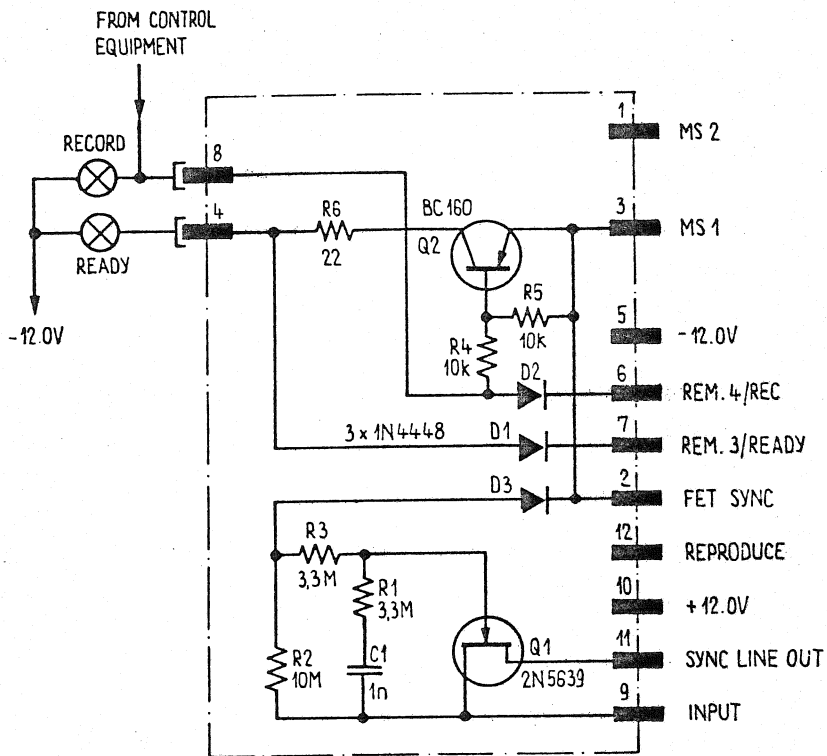 FROM CONTROL
EQUIPMENT
1
MS 2
RECORD
8
4
R6
22
BC160
Q2
3
MS 1
READY
R5
10k
5
-12.0V
-12.0V
R4
10k
D2
6
REM. 4/REC
3 x 1N4448
D1
7
REM. 3/READY
D3
2
FET SYNC
R3
3,3M
12
REPRODUCE
R1
3,3M
10
+12.0V
R2
10M
C1
1n
Q1
2N5639
11
SYNC LINE OUT
9
INPUT